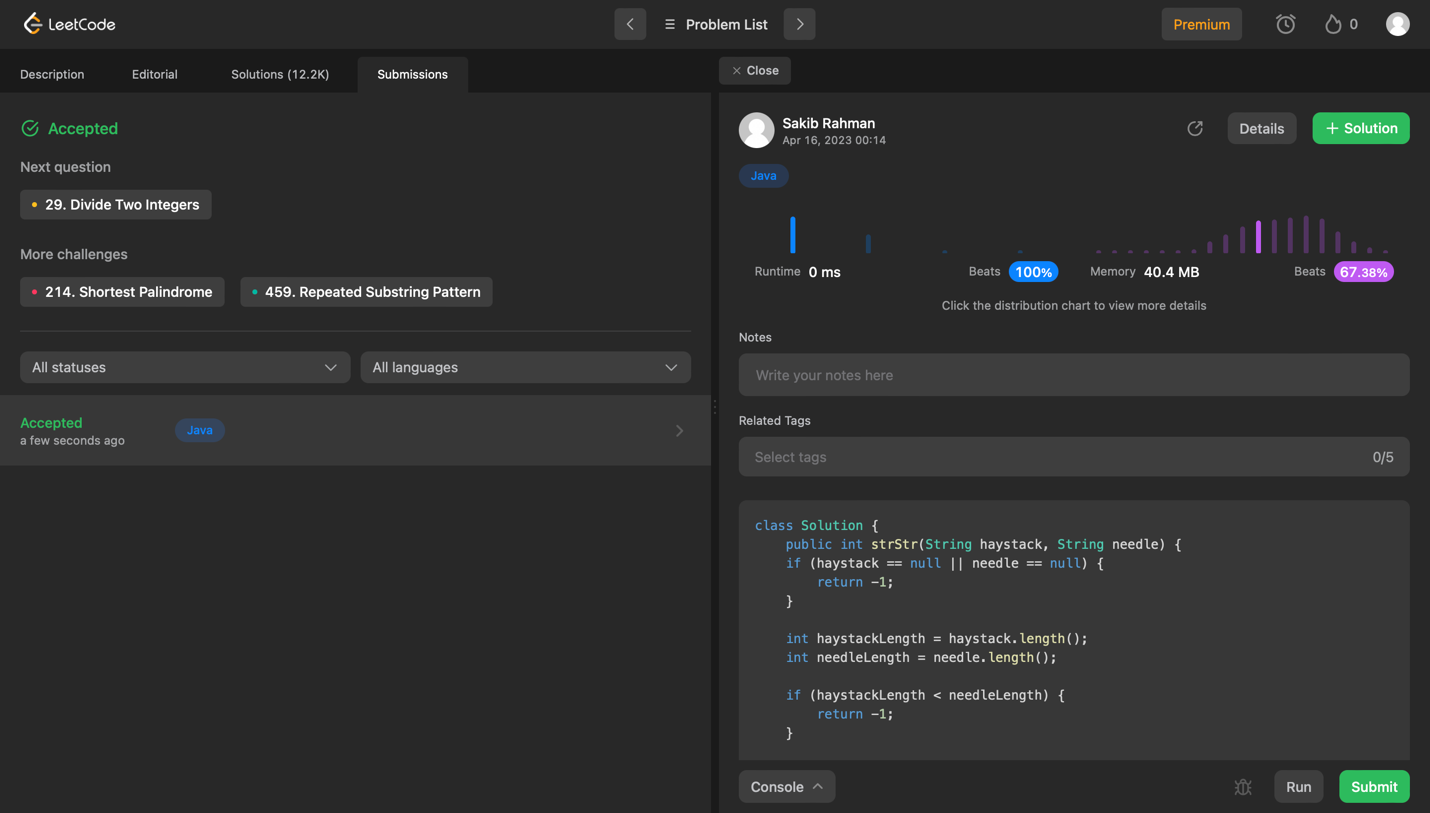 LeetCode
Problem List
Premium
0
Description
Editorial
Solutions (12.2K)
Submissions
Accepted
Next question
29. Divide Two Integers
More challenges
214. Shortest Palindrome
459. Repeated Substring Pattern
All statuses
All languages
Accepted
a few seconds ago
Java
Close
Sakib Rahman
Apr 16, 2023 00:14
Details
+ Solution
Java
Runtime 0 ms
Beats 100%
Memory 40.4 MB
Beats 67.38%
Click the distribution chart to view more details
Notes
Write your notes here
Related Tags
Select tags
0/5
class Solution {
    public int strStr(String haystack, String needle) {
    if (haystack == null || needle == null) {
        return -1;
    }
    int haystackLength = haystack.length();
    int needleLength = needle.length();
    if (haystackLength < needleLength) {
        return -1;
    }
Console
Run
Submit